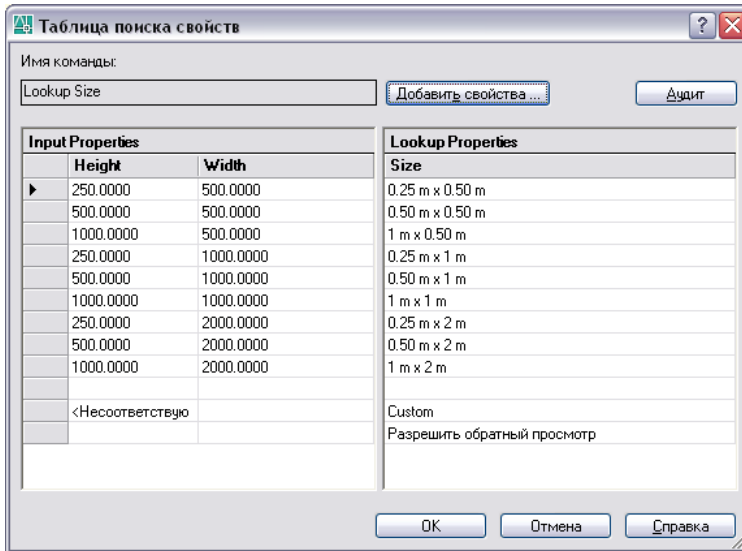 Таблица поиска свойств
Имя команды:
Lookup Size Добавить свойства ... Аудит
Input Properties Lookup Properties
Height Width Size
250.0000 500.0000 0.25 m x 0.50 m
500.0000 500.0000 0.50 m x 0.50 m
1000.0000 500.0000 1 m x 0.50 m
250.0000 1000.0000 0.25 m x 1 m
500.0000 1000.0000 0.50 m x 1 m
1000.0000 1000.0000 1 m x 1 m
250.0000 2000.0000 0.25 m x 2 m
500.0000 2000.0000 0.50 m x 2 m
1000.0000 2000.0000 1 m x 2 m
<Несоответствую Custom
Разрешить обратный просмотр
OK Отмена Справка